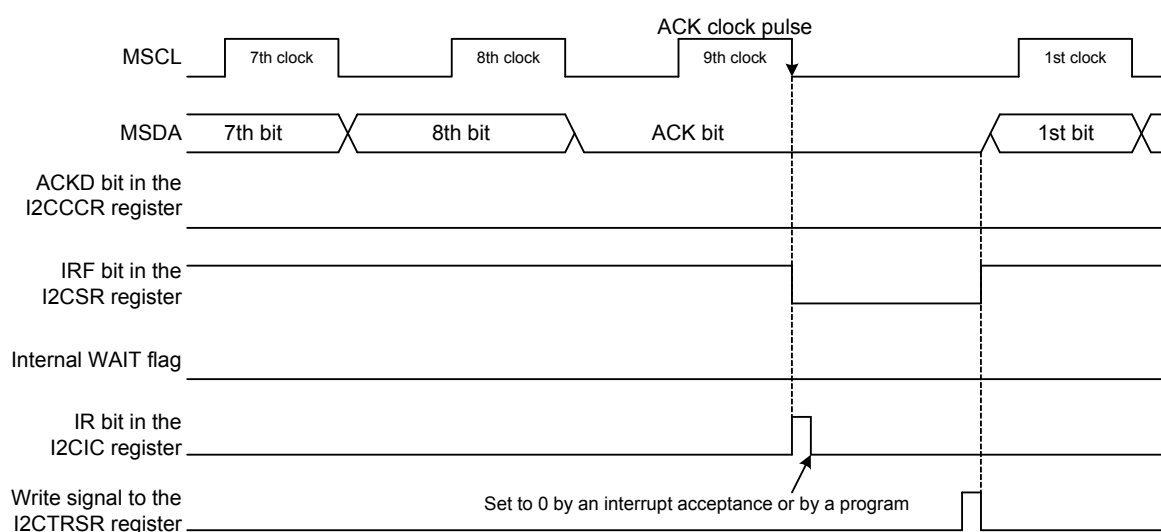 ACK clock pulse
MSCL
7th clock
8th clock
9th clock
1st clock
MSDA
7th bit
8th bit
ACK bit
1st bit
ACKD bit in the
I2CCCR register
IRF bit in the
I2CSR register
Internal WAIT flag
IR bit in the
I2CIC register
Set to 0 by an interrupt acceptance or by a program
Write signal to the
I2CTRSR register